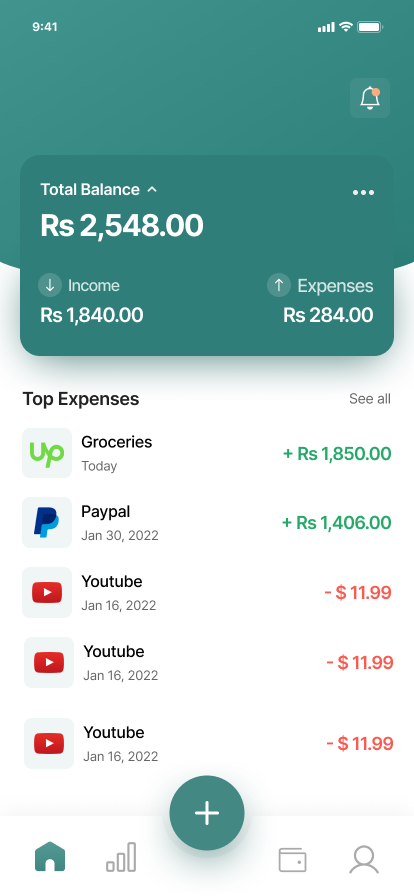 9:41
Total Balance
Rs 2,548.00
Income
Expenses
Rs 1,840.00
Rs 284.00
Top Expenses
See all
up
Groceries
Today
+ Rs 1,850.00
Paypal
Jan 30, 2022
+ Rs 1,406.00
Youtube
Jan 16, 2022
- $ 11.99
Youtube
Jan 16, 2022
- $ 11.99
Youtube
Jan 16, 2022
- $ 11.99